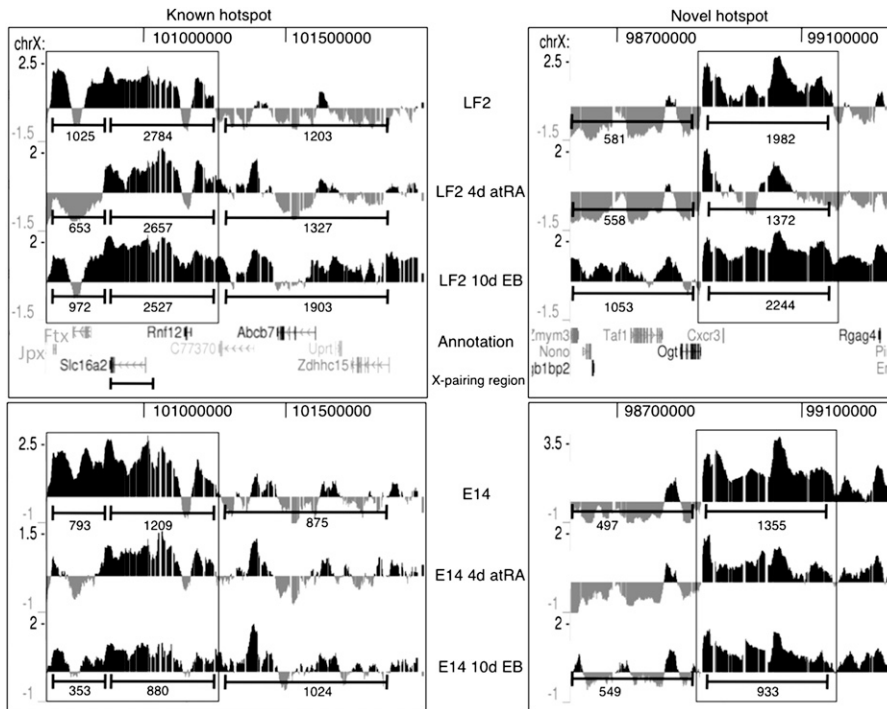 Known hotspot Novel hotspot
chrX: 101000000 101500000 chrX: 98700000 99100000
2.5 - 2.5 -
LF2
-1.5 1025 2784 1203 -1.5 581 1982
2 - 2 -
LF2 4d atRA
-1.5 653 2657 1327 -1.5 558 1372
2 - 2 -
LF2 10d EB
-1.5 972 2527 1903 -1.5 1053 2244
Ftx Rnf12 Abcb7 Annotation Zmym3 Taf1 Cxcr3 Rgag4
Jpx C77370 Uprt Nono Ogt Pi
Slc16a2 Zdhhc15 X-pairing region gb1bp2
101000000 101500000 98700000 99100000
2.5 - 3.5 -
E14
-1 793 1209 875 -1 497 1355
1.5 - 2 -
E14 4d atRA
-1 -1
2 - 2 -
E14 10d EB
-1 353 880 1024 -1 549 933